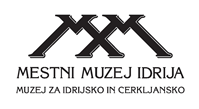 MESTNI MUZEJ IDRIJA
MUZEJ ZA IDRIJSKO IN CERKLJANSKO